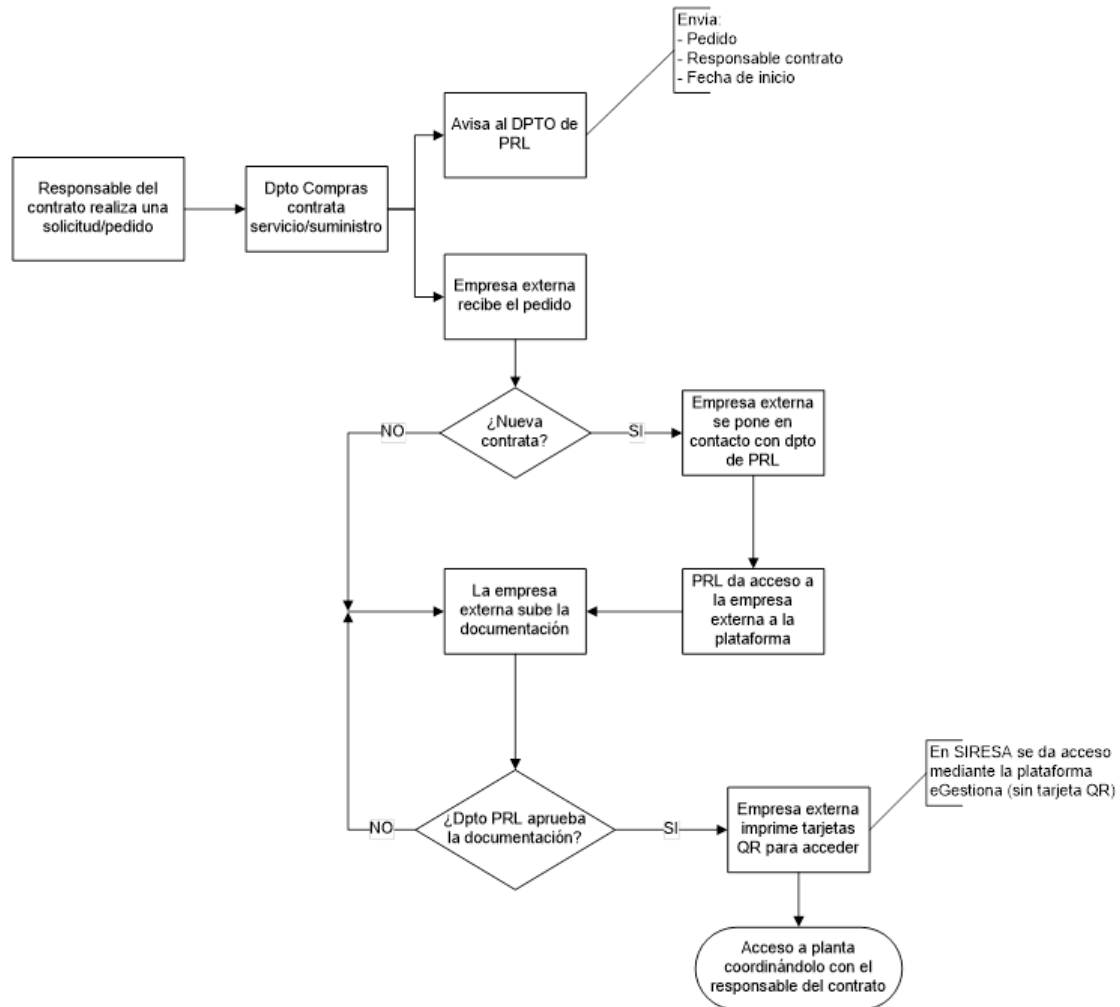 Envia:
- Pedido
- Responsable contrato
- Fecha de inicio
Avisa al DPTO de
PRL
Responsable del
contrato realiza una
solicitud/pedido
Dpto Compras
contrata
servicio/suministro
Empresa externa
recibe el pedido
¿Nueva
contrata?
NO
SI
Empresa externa
se pone en
contacto con dpto
de PRL
La empresa
externa sube la
documentación
PRL da acceso a
la empresa
externa a la
plataforma
¿Dpto PRL aprueba
la documentación?
NO
SI
Empresa externa
imprime tarjetas
QR para acceder
En SIRESA se da acceso
mediante la plataforma
eGestiona (sin tarjeta QR)
Acceso a planta
coordinándolo con el
responsable del contrato